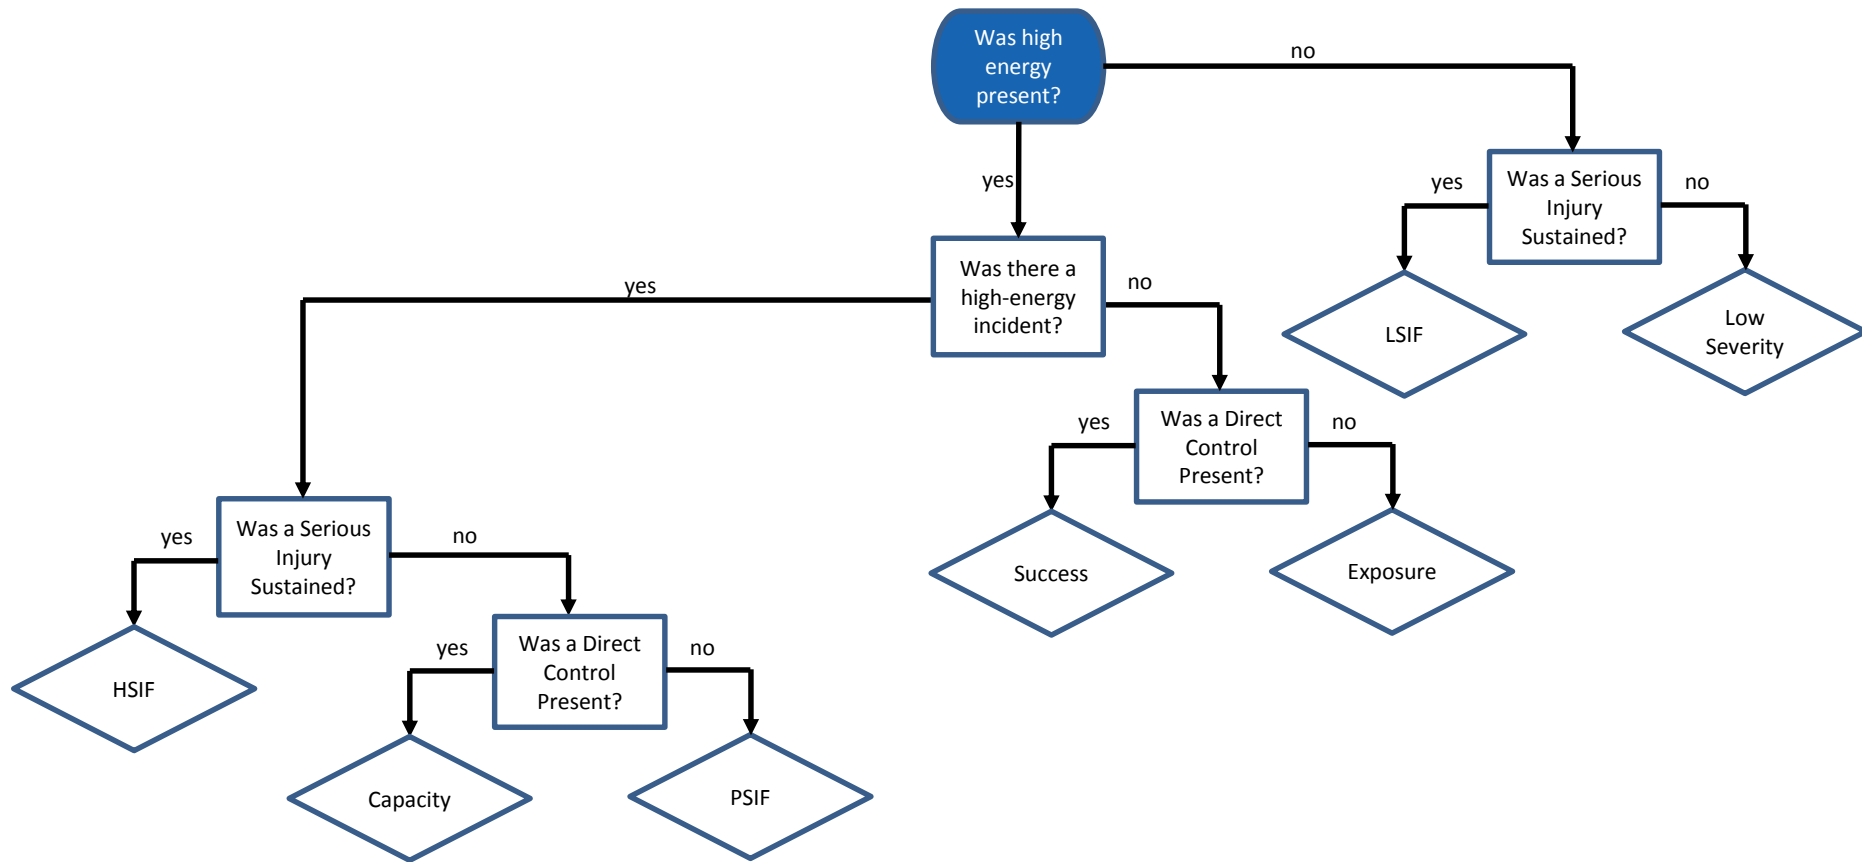 Was high
energy
present?
no
yes
Was a Serious
Injury
Sustained?
yes
no
LSIF
Low
Severity
Was there a
high-energy
incident?
yes
no
Was a Direct
Control
Present?
yes
no
Success
Exposure
Was a Serious
Injury
Sustained?
yes
no
HSIF
Was a Direct
Control
Present?
yes
no
Capacity
PSIF